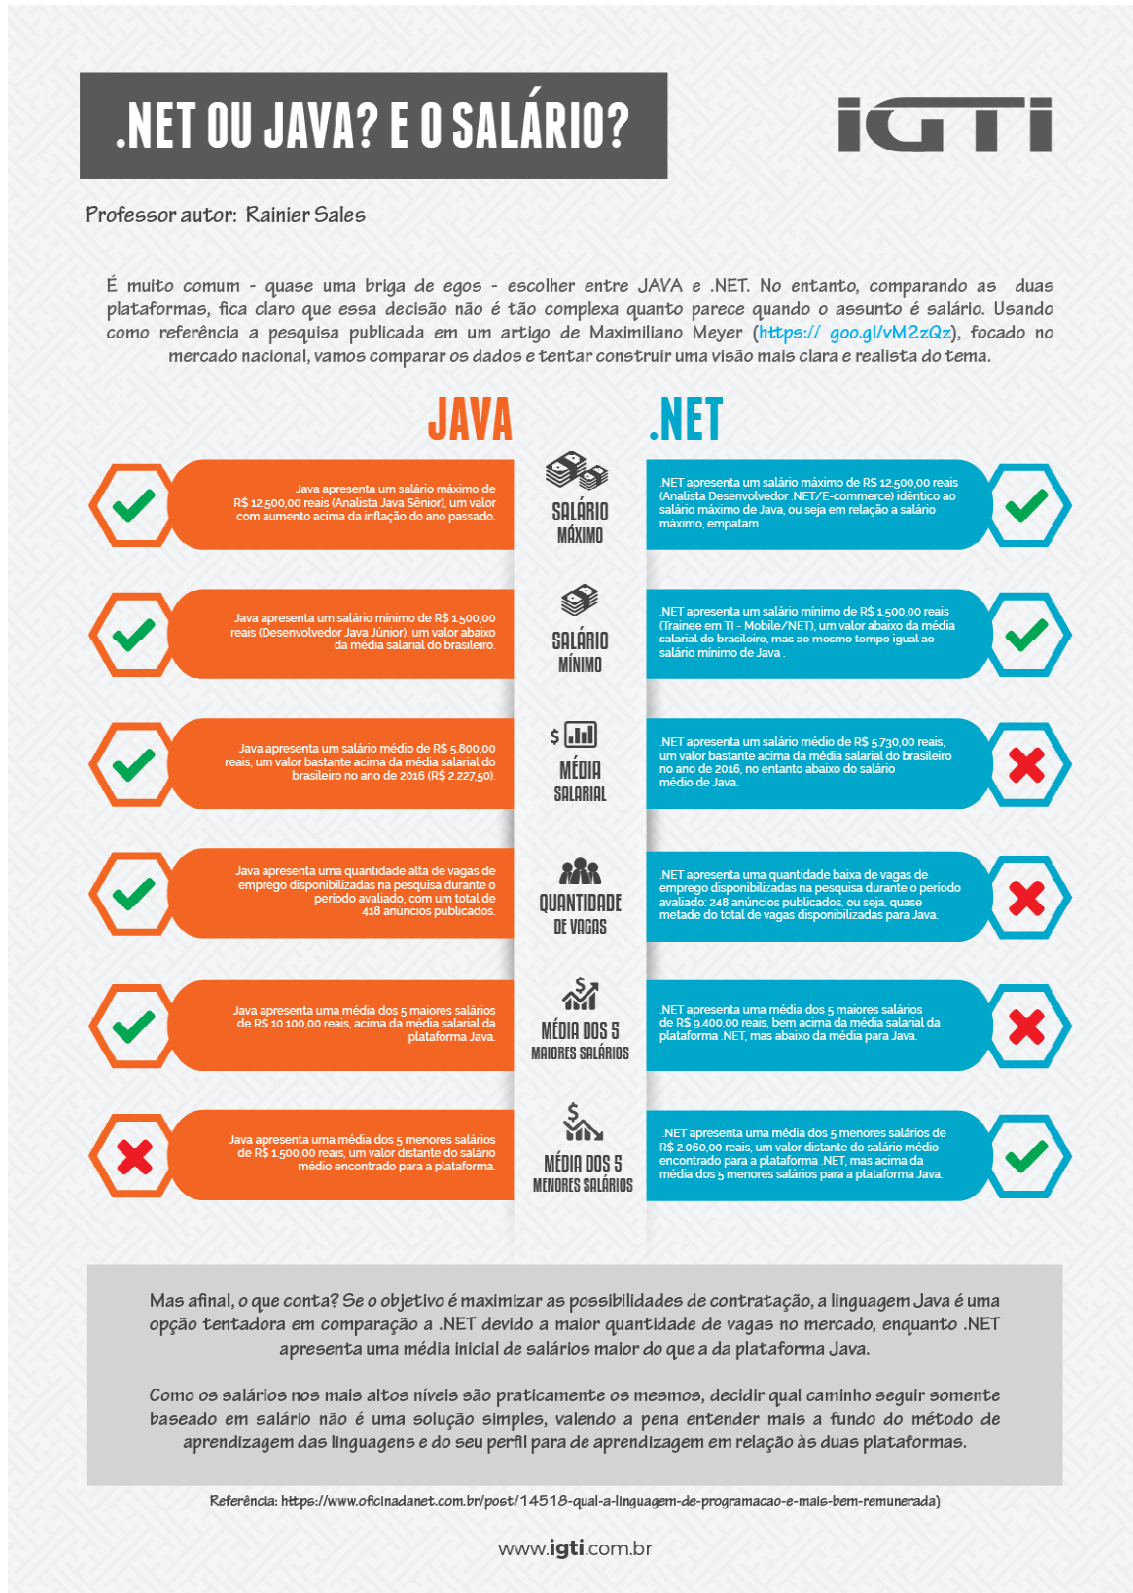 .NET OU JAVA? E O SALÁRIO?
iGTi
Professor autor: Rainier Sales
É muito comum - quase uma briga de egos - escolher entre JAVA e .NET. No entanto, comparando as duas
plataformas, fica claro que essa decisão não é tão complexa quanto parece quando o assunto é salário. Usando
como referência a pesquisa publicada em um artigo de Maximiliano Meyer (https:// goo.gl/vM2zQz), focado no
mercado nacional, vamos comparar os dados e tentar construir uma visão mais clara e realista do tema.
JAVA
.NET
Java apresenta um salário máximo de
R$ 12.500,00 reais (Analista Java Sênior), um valor
com aumento acima da inflação do ano passado.
SALÁRIO
MÁXIMO
.NET apresenta um salário máximo de R$ 12.500,00 reais
(Analista Desenvolvedor .NET/E-commerce) idêntico ao
salário máximo de Java, ou seja em relação a salário
máximo, empatam
Java apresenta um salário mínimo de R$ 1.500,00
reais (Desenvolvedor Java Júnior), um valor abaixo
da média salarial do brasileiro.
SALÁRIO
MÍNIMO
.NET apresenta um salário mínimo de R$ 1.500,00 reais
(Trainee em TI - Mobile/NET), um valor abaixo da média
salarial do brasileiro, mas ao mesmo tempo igual ao
salário mínimo de Java .
Java apresenta um salário médio de R$ 5.800,00
reais, um valor bastante acima da média salarial do
brasileiro no ano de 2016 (R$ 2.227,50).
$
MÉDIA
SALARIAL
.NET apresenta um salário médio de R$ 5.730,00 reais,
um valor bastante acima da média salarial do brasileiro
no ano de 2016, no entanto abaixo do salário
médio de Java.
Java apresenta uma quantidade alta de vagas de
emprego disponibilizadas na pesquisa durante o
período avaliado, com um total de
418 anúncios publicados.
QUANTIDADE
DE VAGAS
.NET apresenta uma quantidade baixa de vagas de
emprego disponibilizadas na pesquisa durante o período
avaliado: 248 anúncios publicados, ou seja, quase
metade do total de vagas disponibilizadas para Java.
Java apresenta uma média dos 5 maiores salários
de R$ 10.100,00 reais, acima da média salarial da
plataforma Java.
$
MÉDIA DOS 5
MAIORES SALÁRIOS
.NET apresenta uma média dos 5 maiores salários
de R$ 9.400,00 reais, bem acima da média salarial da
plataforma .NET, mas abaixo da média para Java.
Java apresenta uma média dos 5 menores salários
de R$ 1.500,00 reais, um valor distante do salário
médio encontrado para a plataforma.
$
MÉDIA DOS 5
MENORES SALÁRIOS
.NET apresenta uma média dos 5 menores salários de
R$ 2.060,00 reais, um valor distante do salário médio
encontrado para a plataforma .NET, mas acima da
média dos 5 menores salários para a plataforma Java.
Mas afinal, o que conta? Se o objetivo é maximizar as possibilidades de contratação, a linguagem Java é uma
opção tentadora em comparação a .NET devido a maior quantidade de vagas no mercado, enquanto .NET
apresenta uma média inicial de salários maior do que a da plataforma Java.
Como os salários nos mais altos níveis são praticamente os mesmos, decidir qual caminho seguir somente
baseado em salário não é uma solução simples, valendo a pena entender mais a fundo do método de
aprendizagem das linguagens e do seu perfil para de aprendizagem em relação às duas plataformas.
Referência: https://www.oficinadanet.com.br/post/14518-qual-a-linguagem-de-programacao-e-mais-bem-remunerada)
www.igti.com.br